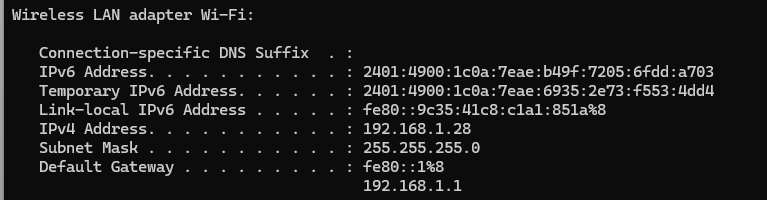 Wireless LAN adapter Wi-Fi:
Connection-specific DNS Suffix  . :
IPv6 Address. . . . . . . . . . . : 2401:4900:1c0a:7eae:b49f:7205:6fdd:a703
Temporary IPv6 Address. . . . . . : 2401:4900:1c0a:7eae:6935:2e73:f553:4dd4
Link-local IPv6 Address . . . . . : fe80::9c35:41c8:c1a1:851a%8
IPv4 Address. . . . . . . . . . . : 192.168.1.28
Subnet Mask . . . . . . . . . . . : 255.255.255.0
Default Gateway . . . . . . . . . : fe80::1%8
192.168.1.1